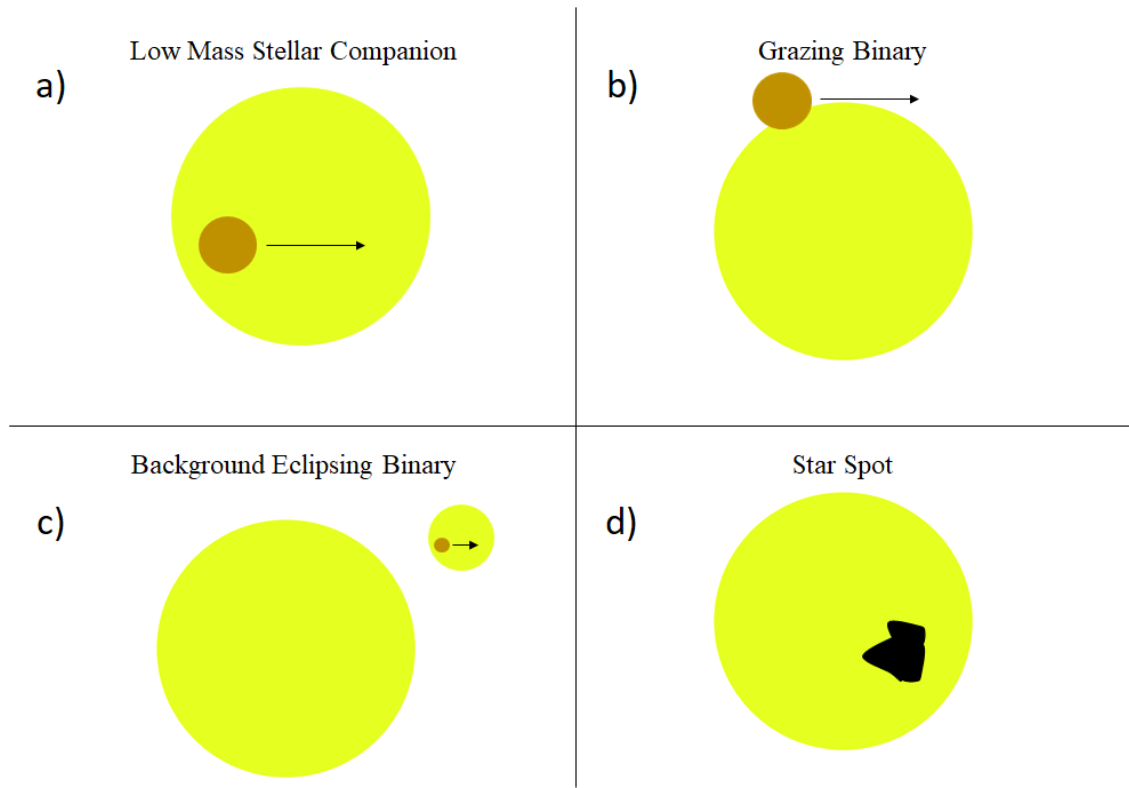 Low Mass Stellar Companion
a)
Grazing Binary
b)
Background Eclipsing Binary
c)
Star Spot
d)